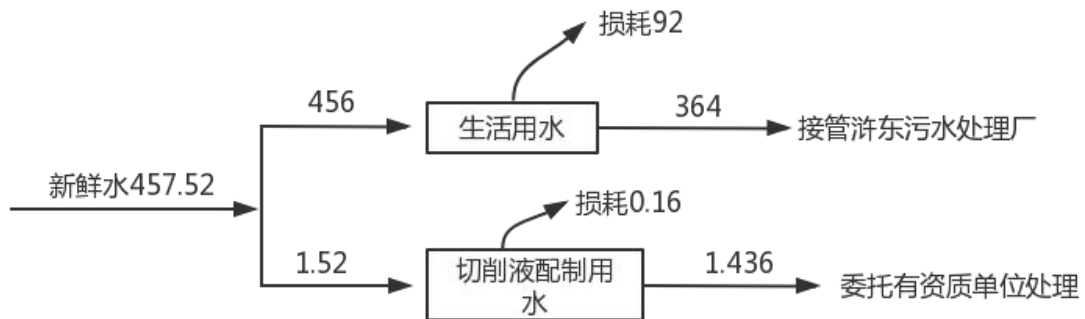 损耗92
456
生活用水
364
接管浒东污水处理厂
新鲜水457.52
损耗0.16
1.52
切削液配制用
水
1.436
委托有资质单位处理